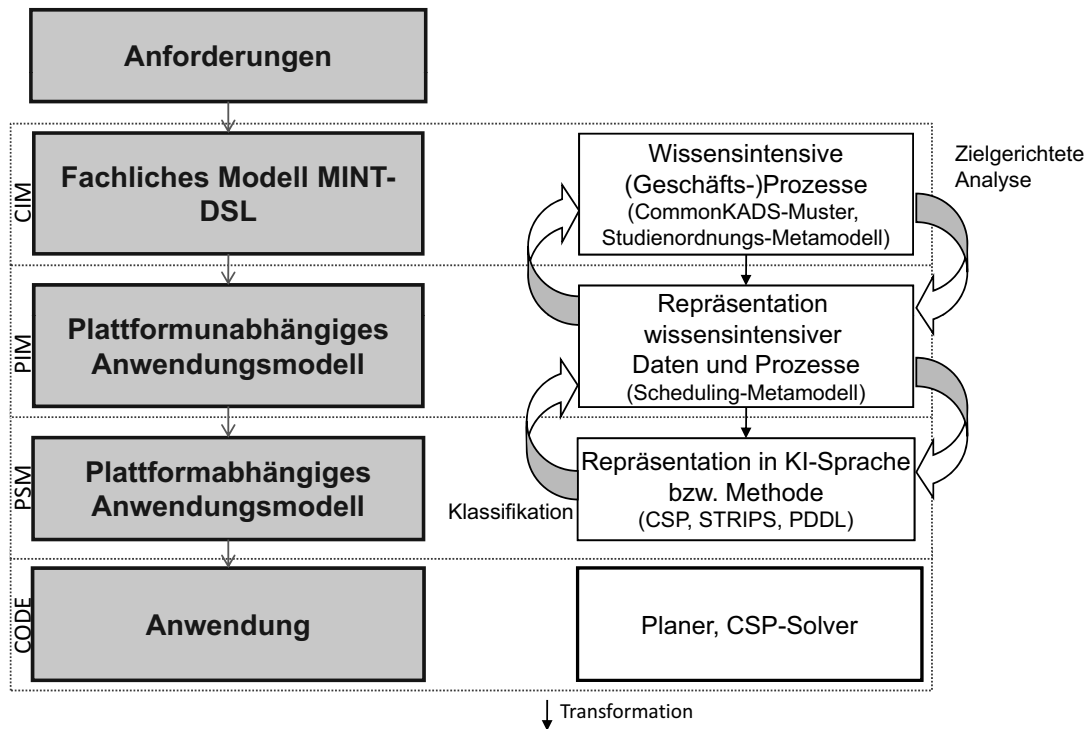 Anforderungen
CIM
Fachliches Modell MINT-
DSL
Wissensintensive
(Geschäfts-)Prozesse
(CommonKADS-Muster,
Studienordnungs-Metamodell)
Zielgerichtete
Analyse
PIM
Plattformunabhängiges
Anwendungsmodell
Repräsentation
wissensintensiver
Daten und Prozesse
(Scheduling-Metamodell)
PSM
Plattformabhängiges
Anwendungsmodell
Klassifikation
Repräsentation in KI-Sprache
bzw. Methode
(CSP, STRIPS, PDDL)
CODE
Anwendung
Planer, CSP-Solver
Transformation